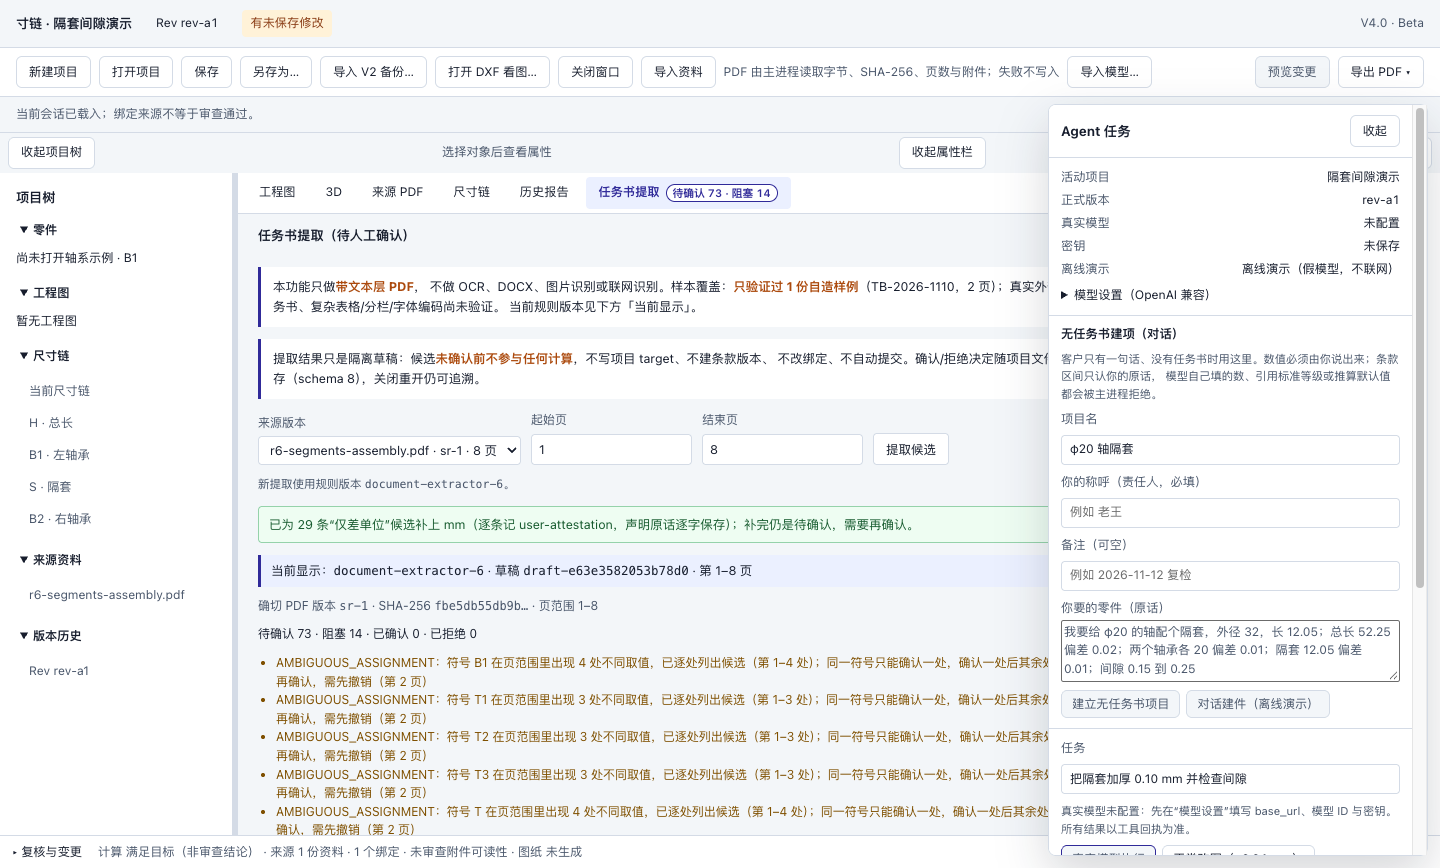 寸链 · 隔套间隙演示 Rev rev-a1 有未保存修改 V4.0 · Beta
新建项目 打开项目 保存 另存为… 导入 V2 备份… 打开 DXF 看图… 关闭窗口 导入资料 PDF 由主进程读取字节、SHA-256、页数与附件；失败不写入 导入模型… 预览变更 导出 PDF ▾
当前会话已载入；绑定来源不等于审查通过。
收起项目树 选择对象后查看属性 收起属性栏
项目树
▼ 零件
尚未打开轴系示例 · B1
▼ 工程图
暂无工程图
▼ 尺寸链
当前尺寸链
H · 总长
B1 · 左轴承
S · 隔套
B2 · 右轴承
▼ 来源资料
r6-segments-assembly.pdf
▼ 版本历史
Rev rev-a1
工程图 3D 来源 PDF 尺寸链 历史报告 任务书提取 待确认 73 · 阻塞 14
任务书提取（待人工确认）
本功能只做带文本层 PDF， 不做 OCR、DOCX、图片识别或联网识别。样本覆盖：只验证过 1 份自造样例（TB-2026-1110，2 页）；真实外
务书、复杂表格/分栏/字体编码尚未验证。 当前规则版本见下方「当前显示」。
提取结果只是隔离草稿：候选未确认前不参与任何计算，不写项目 target、不建条款版本、 不改绑定、不自动提交。确认/拒绝决定随项目文
存（schema 8），关闭重开仍可追溯。
来源版本 起始页 结束页
r6-segments-assembly.pdf · sr-1 · 8 页 1 8 提取候选
新提取使用规则版本 document-extractor-6。
已为 29 条“仅差单位”候选补上 mm（逐条记 user-attestation，声明原话逐字保存）；补完仍是待确认，需要再确认。
当前显示：document-extractor-6 · 草稿 draft-e63e3582053b78d0 · 第 1–8 页
确切 PDF 版本 sr-1 · SHA-256 fbe5db55db9b… · 页范围 1–8
待确认 73 · 阻塞 14 · 已确认 0 · 已拒绝 0
• AMBIGUOUS_ASSIGNMENT：符号 B1 在页范围里出现 4 处不同取值，已逐处列出候选（第 1–4 处）；同一符号只能确认一处，确认一处后其余处
再确认，需先撤销（第 2 页）
• AMBIGUOUS_ASSIGNMENT：符号 T1 在页范围里出现 3 处不同取值，已逐处列出候选（第 1–3 处）；同一符号只能确认一处，确认一处后其余处
再确认，需先撤销（第 2 页）
• AMBIGUOUS_ASSIGNMENT：符号 T2 在页范围里出现 3 处不同取值，已逐处列出候选（第 1–3 处）；同一符号只能确认一处，确认一处后其余处
再确认，需先撤销（第 2 页）
• AMBIGUOUS_ASSIGNMENT：符号 T3 在页范围里出现 3 处不同取值，已逐处列出候选（第 1–3 处）；同一符号只能确认一处，确认一处后其余处
再确认，需先撤销（第 2 页）
• AMBIGUOUS_ASSIGNMENT：符号 T 在页范围里出现 4 处不同取值，已逐处列出候选（第 1–4 处）；同一符号只能确认一处，确认一处后其余处
确认，需先撤销（第 2 页）
Agent 任务 收起
活动项目 隔套间隙演示
正式版本 rev-a1
真实模型 未配置
密钥 未保存
离线演示 离线演示（假模型，不联网）
▶ 模型设置（OpenAI 兼容）
无任务书建项（对话）
客户只有一句话、没有任务书时用这里。数值必须由你说出来；条款
区间只认你的原话， 模型自己填的数、引用标准等级或推算默认值
都会被主进程拒绝。
项目名
φ20 轴隔套
你的称呼（责任人，必填）
例如 老王
备注（可空）
例如 2026-11-12 复检
你要的零件（原话）
我要给 φ20 的轴配个隔套，外径 32，长 12.05；总长 52.25
偏差 0.02；两个轴承各 20 偏差 0.01；隔套 12.05 偏差
0.01；间隙 0.15 到 0.25
建立无任务书项目 对话建件（离线演示）
任务
把隔套加厚 0.10 mm 并检查间隙
真实模型未配置：先在“模型设置”填写 base_url、模型 ID 与密钥。
所有结果以工具回执为准。
▸ 复核与变更 计算 满足目标（非审查结论） · 来源 1 份资料 · 1 个绑定 · 未审查附件可读性 · 图纸 未生成